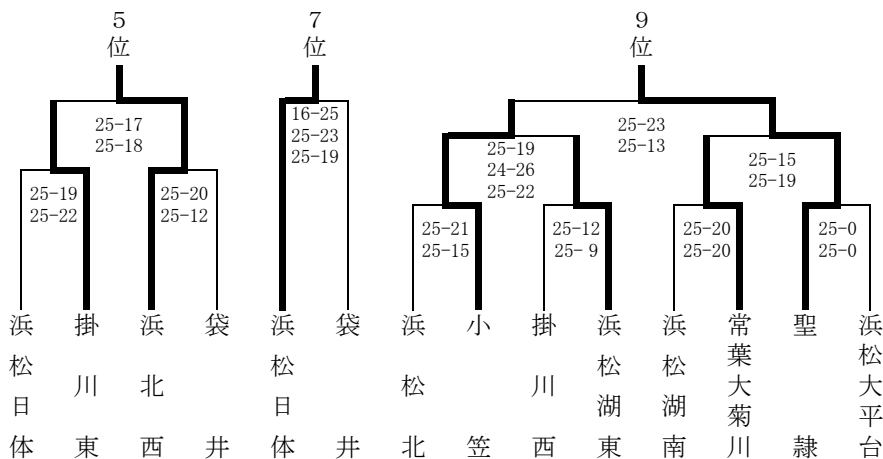 5位
7位
9位
16-25
25-23
25-19
25-17
25-18
25-23
25-13
25-19
24-26
25-22
25-15
25-19
25-19
25-22
25-20
25-12
25-21
25-15
25-12
25- 9
25-20
25-20
25-0
25-0
浜松日体
掛川東
浜北西
袋井
浜松日体
袋井
浜松北
小笠
掛川西
浜松湖東
浜松湖南
常葉大菊川
聖隷
浜松大平台